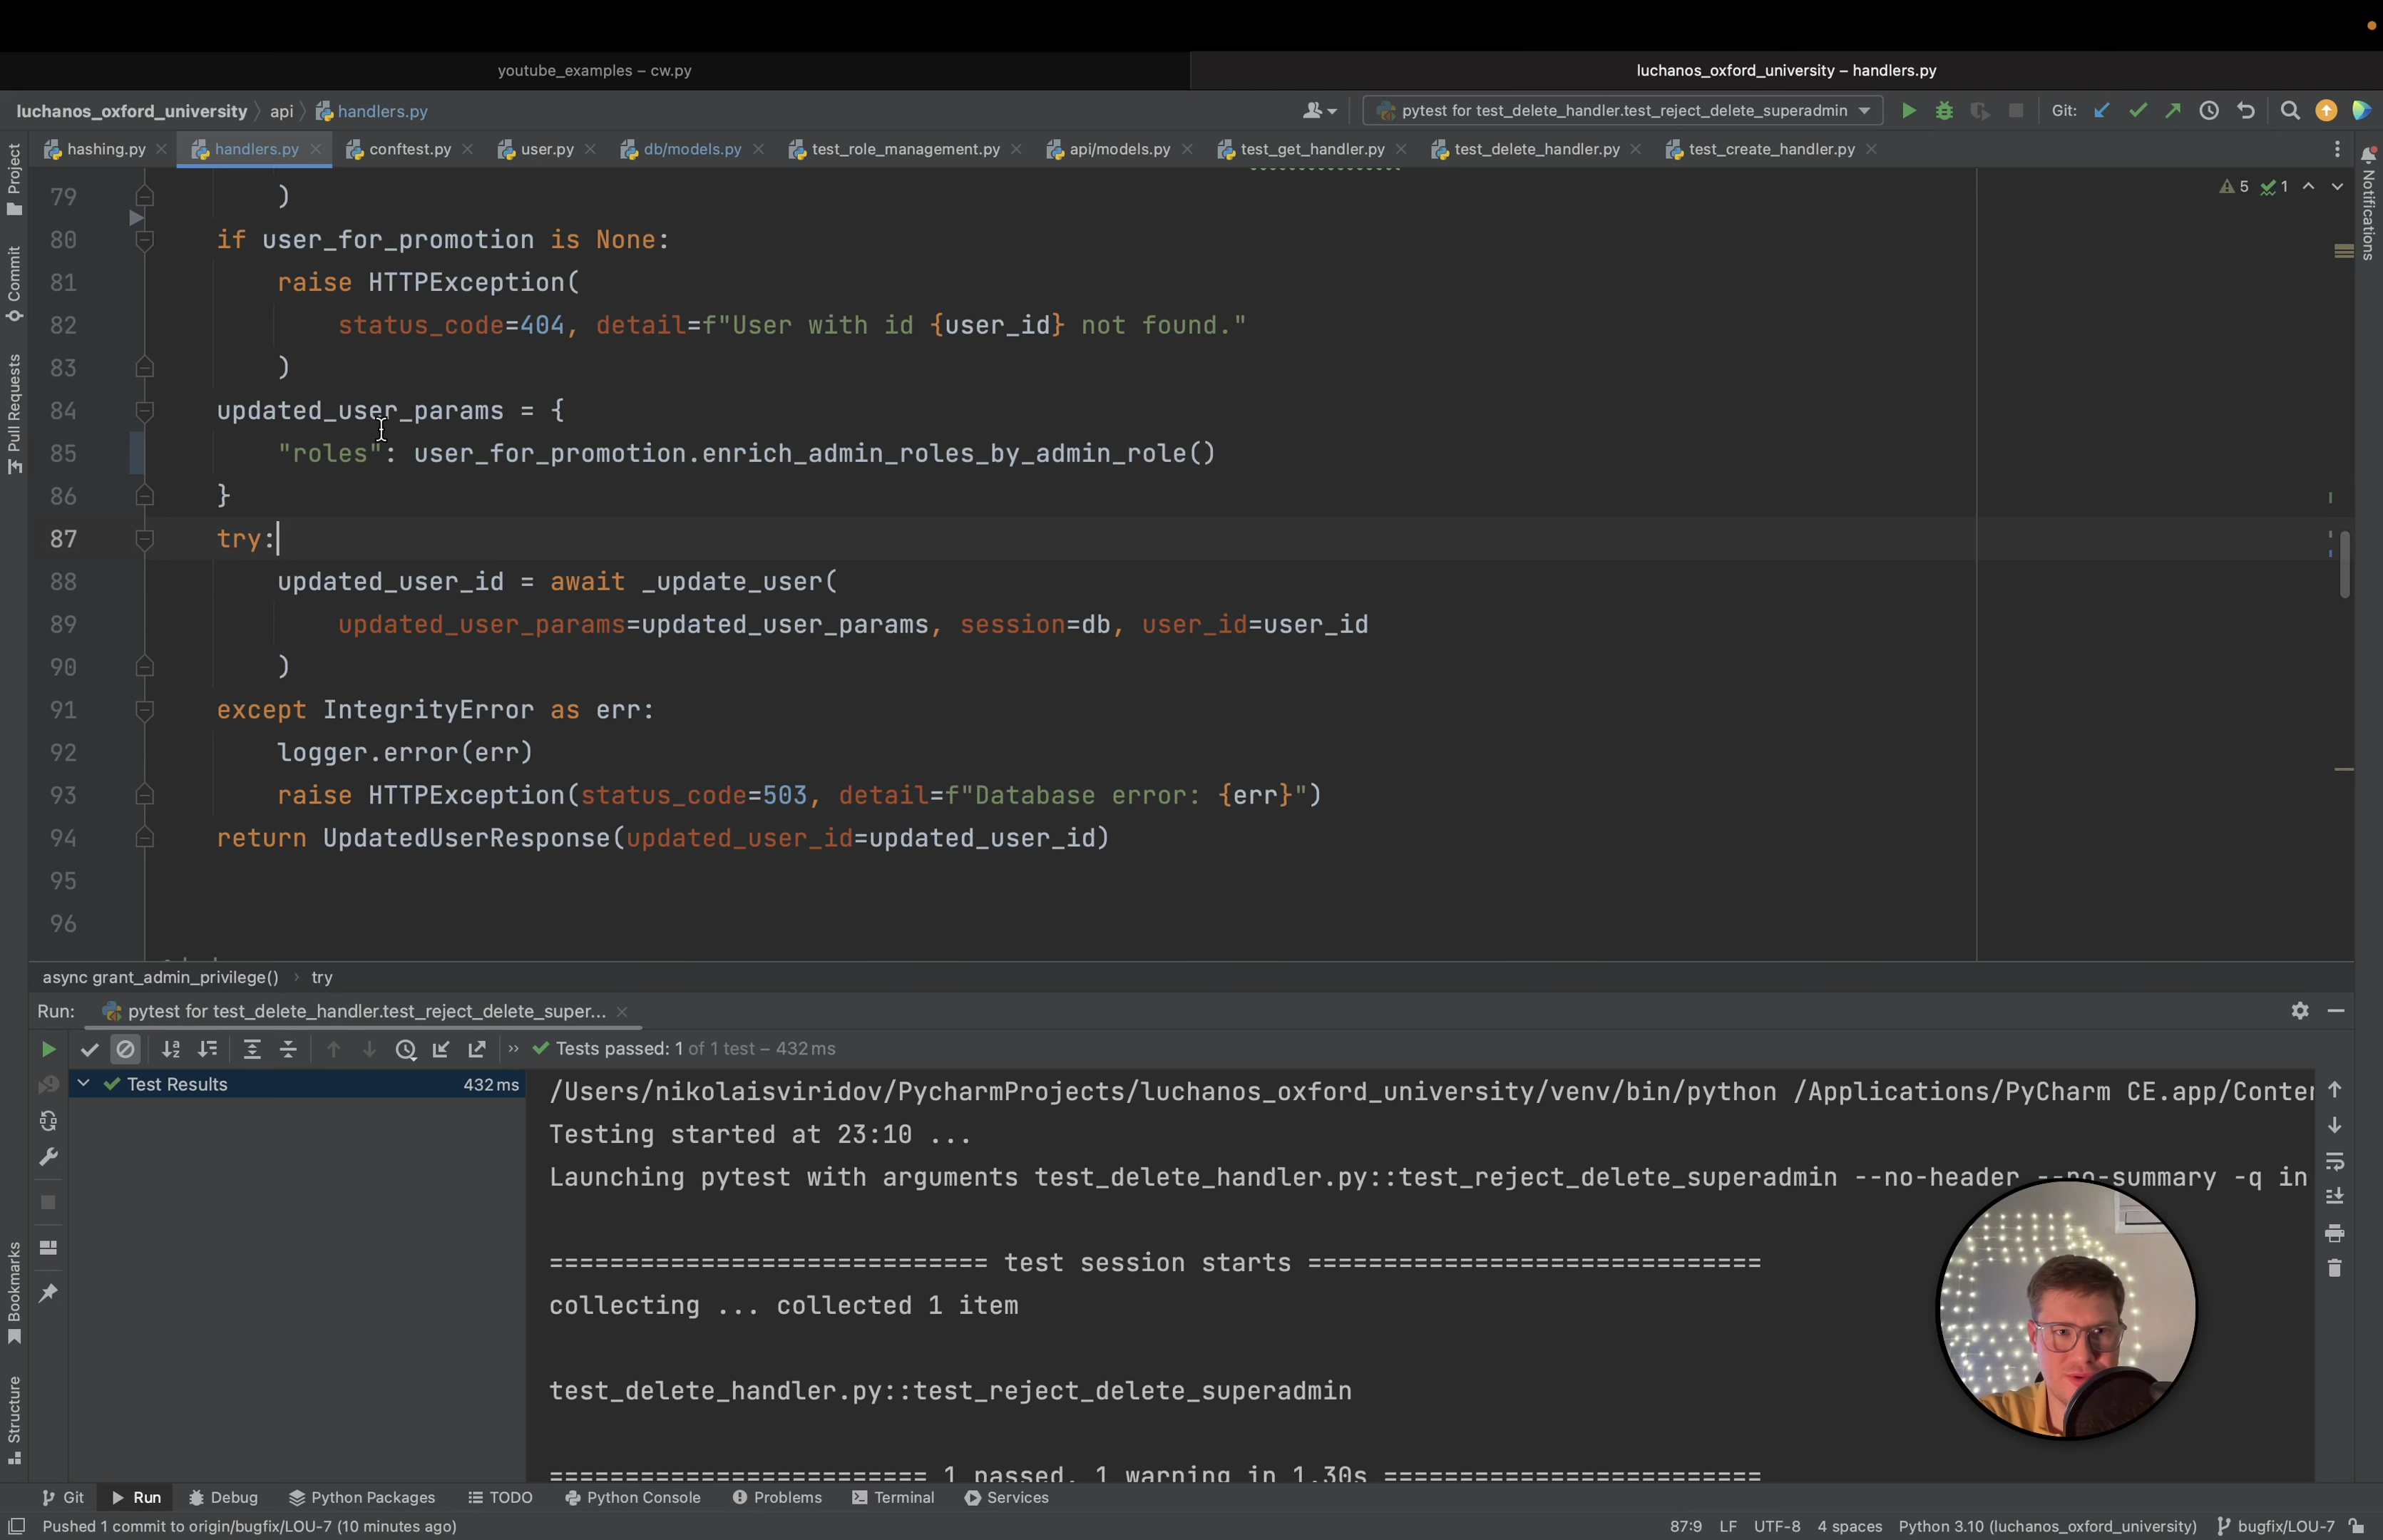 youtube_examples – cw.py
luchanos_oxford_university – handlers.py
luchanos_oxford_university api handlers.py
pytest for test_delete_handler.test_reject_delete_superadmin
Git:
hashing.py handlers.py conftest.py user.py db/models.py test_role_management.py api/models.py test_get_handler.py test_delete_handler.py test_create_handler.py
Project
Commit
Pull Requests
Bookmarks
Structure
Notifications
5 1
79 )
80 if user_for_promotion is None:
81 raise HTTPException(
82 status_code=404, detail=f"User with id {user_id} not found."
83 )
84 updated_user_params = {
85 "roles": user_for_promotion.enrich_admin_roles_by_admin_role()
86 }
87 try:
88 updated_user_id = await _update_user(
89 updated_user_params=updated_user_params, session=db, user_id=user_id
90 )
91 except IntegrityError as err:
92 logger.error(err)
93 raise HTTPException(status_code=503, detail=f"Database error: {err}")
94 return UpdatedUserResponse(updated_user_id=updated_user_id)
95
96
async grant_admin_privilege() try
Run: pytest for test_delete_handler.test_reject_delete_super...
Tests passed: 1 of 1 test – 432 ms
Test Results 432 ms
/Users/nikolaisviridov/PycharmProjects/luchanos_oxford_university/venv/bin/python /Applications/PyCharm CE.app/Conten
Testing started at 23:10 ...
Launching pytest with arguments test_delete_handler.py::test_reject_delete_superadmin --no-header --no-summary -q in
============================= test session starts ==============================
collecting ... collected 1 item
test_delete_handler.py::test_reject_delete_superadmin
========================= 1 passed, 1 warning in 1.30s =========================
Git Run Debug Python Packages TODO Python Console Problems Terminal Services
Pushed 1 commit to origin/bugfix/LOU-7 (10 minutes ago)
87:9 LF UTF-8 4 spaces Python 3.10 (luchanos_oxford_university) bugfix/LOU-7